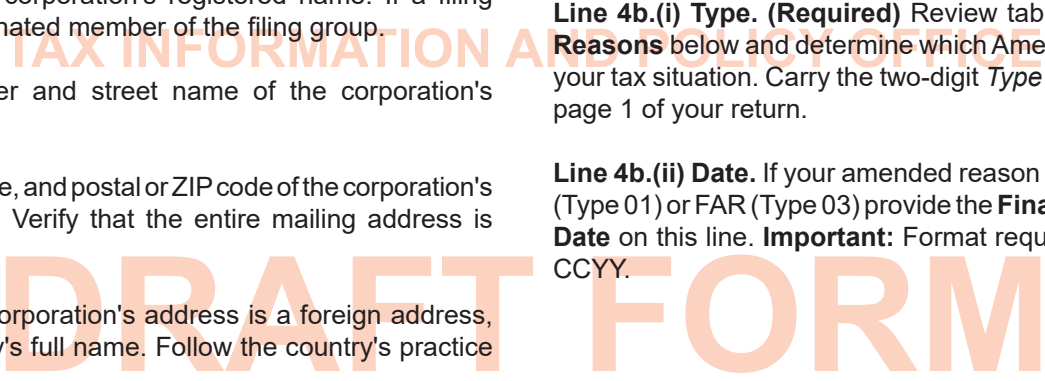 corporation's registered name. If a filing
nated member of the filing group.
er and street name of the corporation's
e, and postal or ZIP code of the corporation's
Verify that the entire mailing address is
orporation's address is a foreign address,
y's full name. Follow the country's practice
Line 4b.(i) Type. (Required) Review tab
Reasons below and determine which Ame
your tax situation. Carry the two-digit Type
page 1 of your return.
Line 4b.(ii) Date. If your amended reason
(Type 01) or FAR (Type 03) provide the Fina
Date on this line. Important: Format requ
CCYY.
TAX INFORMATION AND POLICY OFFICE
DRAFT FORM